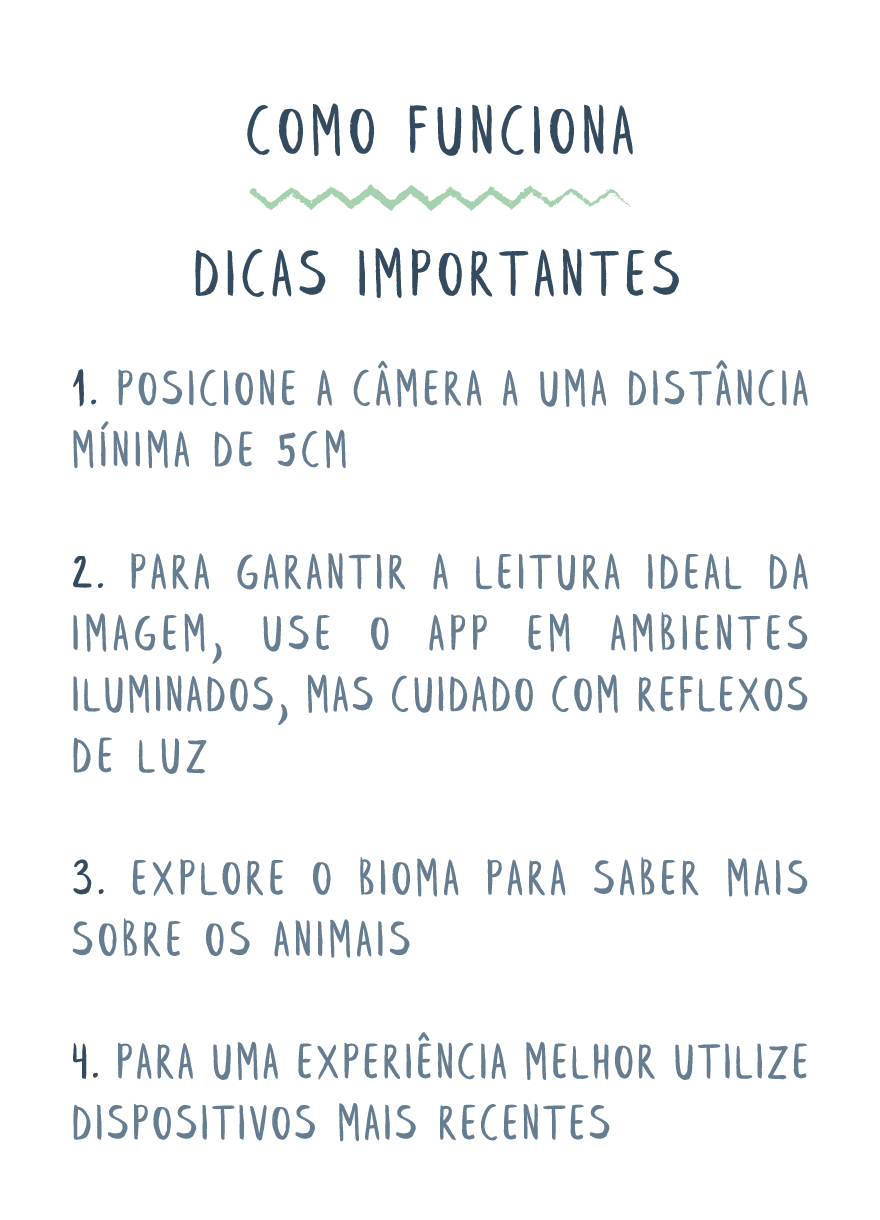 COMO FUNCIONA
DICAS IMPORTANTES
1. POSICIONE A CÂMERA A UMA DISTÂNCIA
MÍNIMA DE 5CM
2. PARA GARANTIR A LEITURA IDEAL DA
IMAGEM, USE O APP EM AMBIENTES
ILUMINADOS, MAS CUIDADO COM REFLEXOS
DE LUZ
3. EXPLORE O BIOMA PARA SABER MAIS
SOBRE OS ANIMAIS
4. PARA UMA EXPERIÊNCIA MELHOR UTILIZE
DISPOSITIVOS MAIS RECENTES